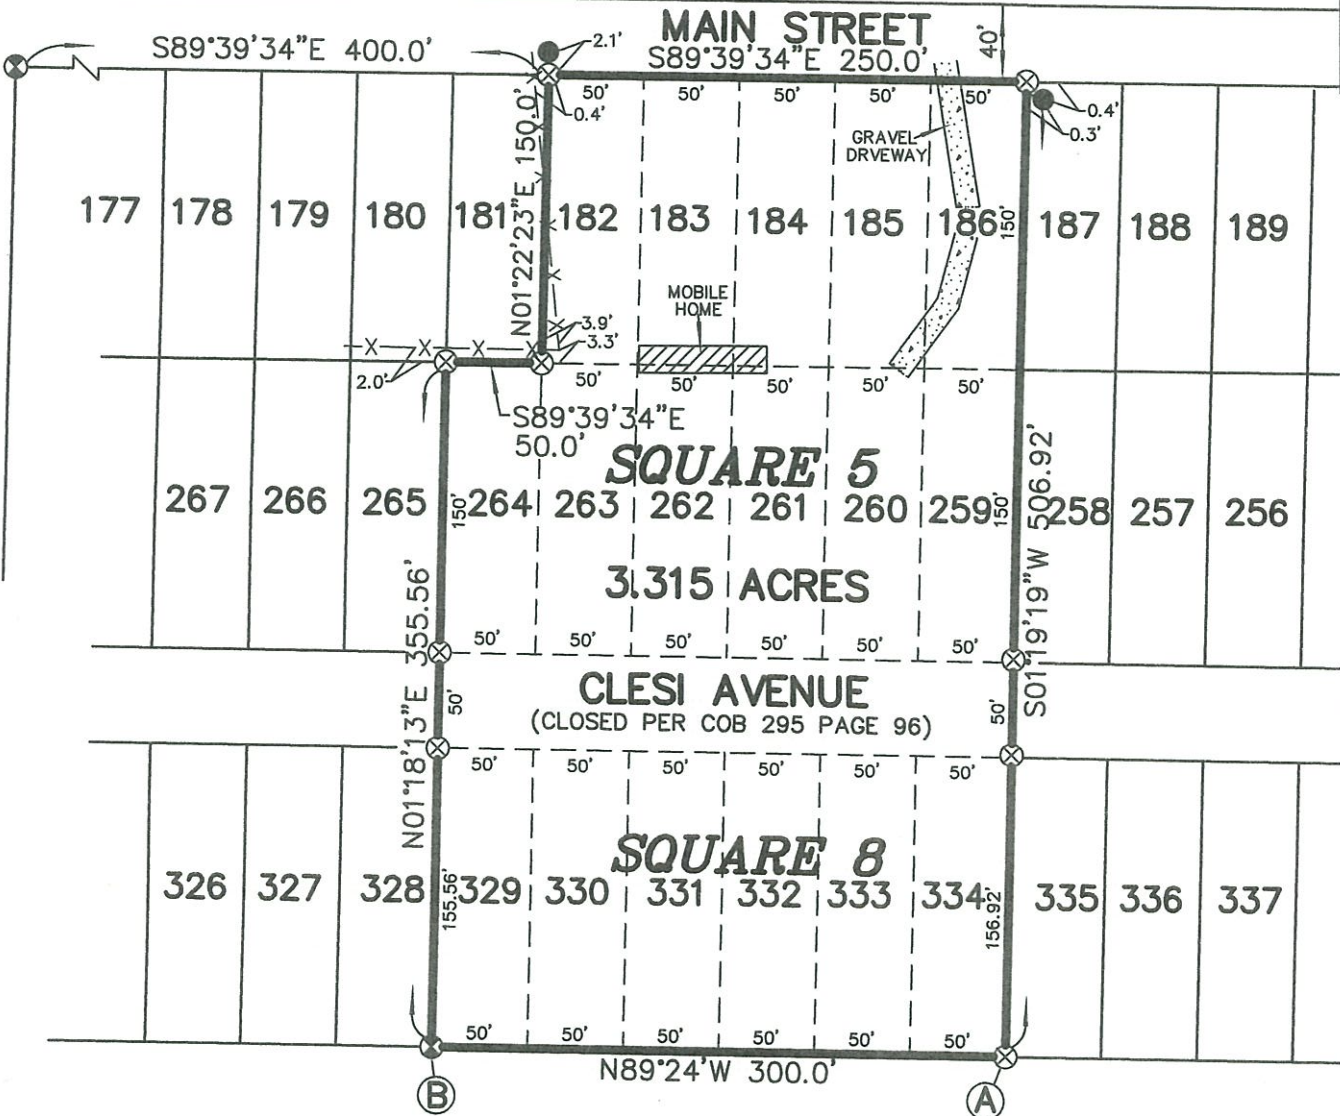 MAIN STREET
S89°39'34"E 400.0'
2.1'
S89°39'34"E 250.0'
40'
50' 50' 50' 50' 50'
0.4'
0.4'
0.3'
GRAVEL
DRVEWAY
N01°22'23"E, 150.0'
177 178 179 180 181 182 183 184 185 186 150' 187 188 189
MOBILE
HOME
3.9'
3.3'
2.0'
50' 50' 50' 50' 50'
S89°39'34"E
50.0'
SQUARE 5
S01°19'19"W 506.92'
267 266 265 150' 264 263 262 261 260 259 150' 258 257 256
3.315 ACRES
N01°18'13"E 355.56'
50' 50' 50' 50' 50' 50'
CLESI AVENUE
50' 50'
(CLOSED PER COB 295 PAGE 96)
50' 50' 50' 50' 50' 50'
SQUARE 8
326 327 328 155.56' 329 330 331 332 333 334 156.92' 335 336 337
50' 50' 50' 50' 50' 50'
N89°24'W 300.0'
B A